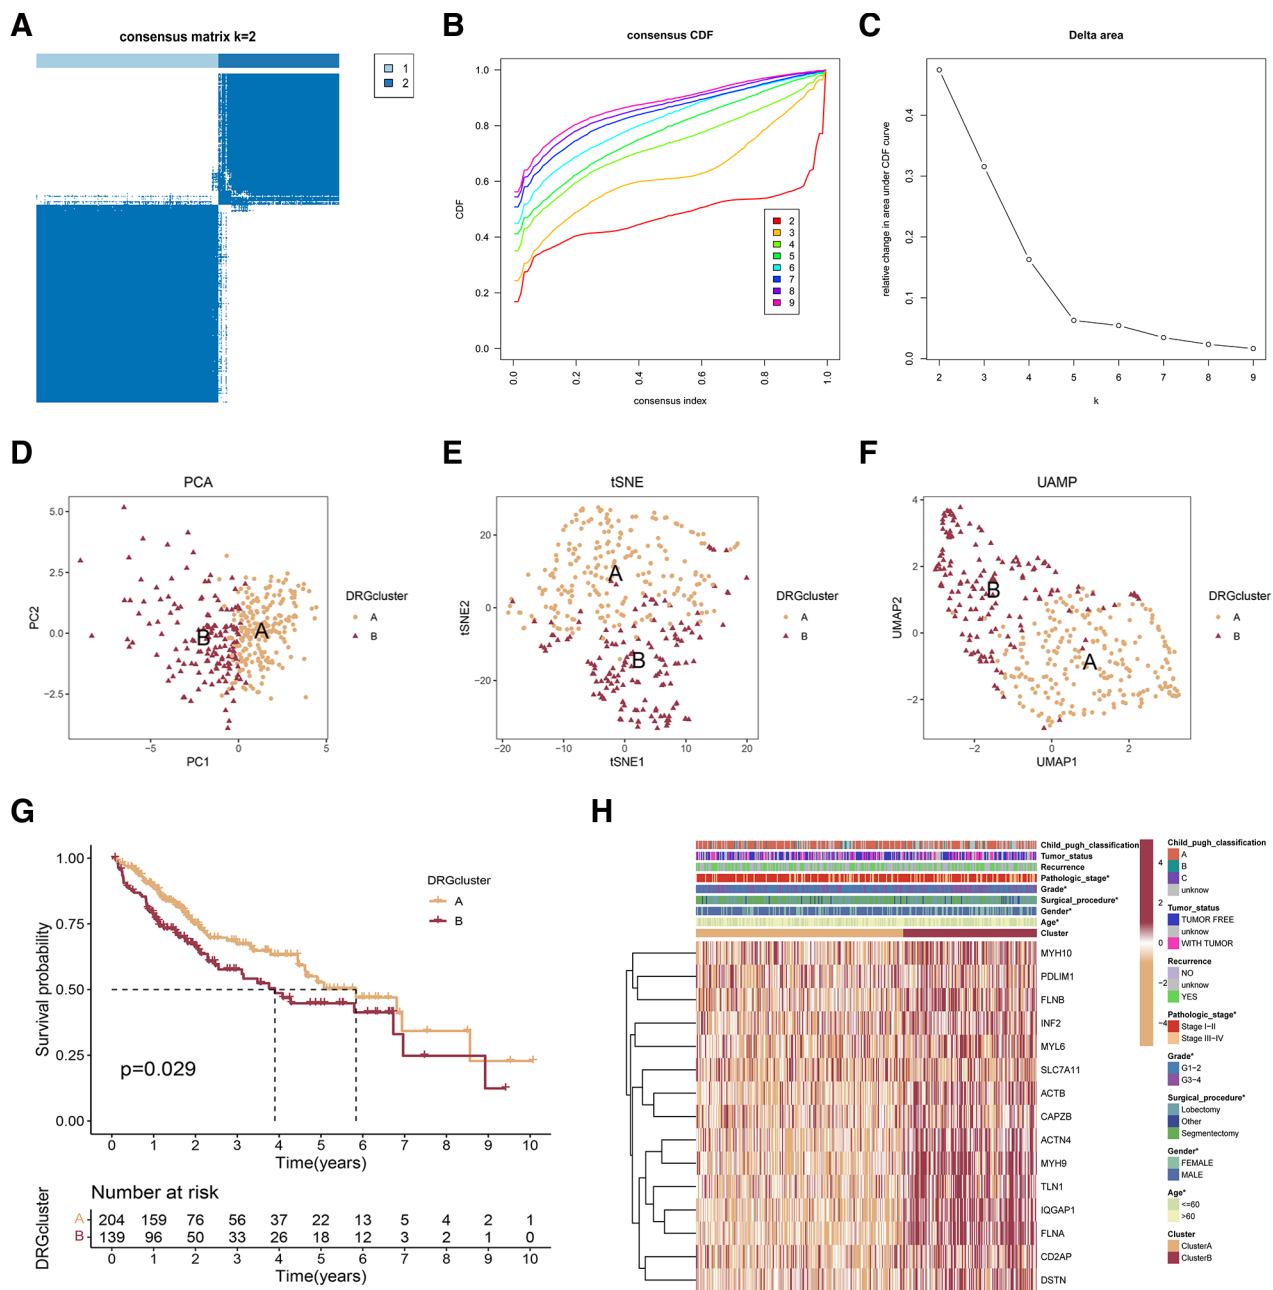 A
consensus matrix k=2
1
2
B
consensus CDF
CDF
1.0
0.8
0.6
0.4
0.2
0.0
0.0
0.2
0.4
0.6
0.8
1.0
consensus index
2
3
4
5
6
7
8
9
C
Delta area
relative change in area under CDF curve
0.4
0.3
0.2
0.1
0.0
2 3 4 5 6 7 8 9
k
D
PCA
PC2
5.0
2.5
0.0
−2.5
−5 0 5
PC1
A
B
DRGcluster
A
B
E
tSNE
tSNE2
20
0
−20
−20 −10 0 10 20
tSNE1
A
B
DRGcluster
A
B
F
UAMP
UMAP2
4
2
0
−2
−2 0 2
UMAP1
B
A
DRGcluster
A
B
G
Survival probability
1.00
0.75
0.50
0.25
0.00
p=0.029
DRGcluster
A
B
0 1 2 3 4 5 6 7 8 9 10
Time(years)
Number at risk
DRGcluster
A 204 159 76 56 37 22 13 5 4 2 1
B 139 96 50 33 26 18 12 3 2 1 0
0 1 2 3 4 5 6 7 8 9 10
Time(years)
H
Child_pugh_classification
Tumor_status
Recurrence
Pathologic_stage*
Grade*
Surgical_procedure*
Gender*
Age*
Cluster
MYH10
PDLIM1
FLNB
INF2
MYL6
SLC7A11
ACTB
CAPZB
ACTN4
MYH9
TLN1
IQGAP1
FLNA
CD2AP
DSTN
4
2
0
−2
−4
Child_pugh_classification
A
B
C
unknown
Tumor_status
TUMOR FREE
unknown
WITH TUMOR
Recurrence
NO
unknown
YES
Pathologic_stage*
Stage I−II
Stage III−IV
Grade*
G1−2
G3−4
Surgical_procedure*
Lobectomy
Other
Segmentectomy
Gender*
FEMALE
MALE
Age*
<=60
>60
Cluster
ClusterA
ClusterB